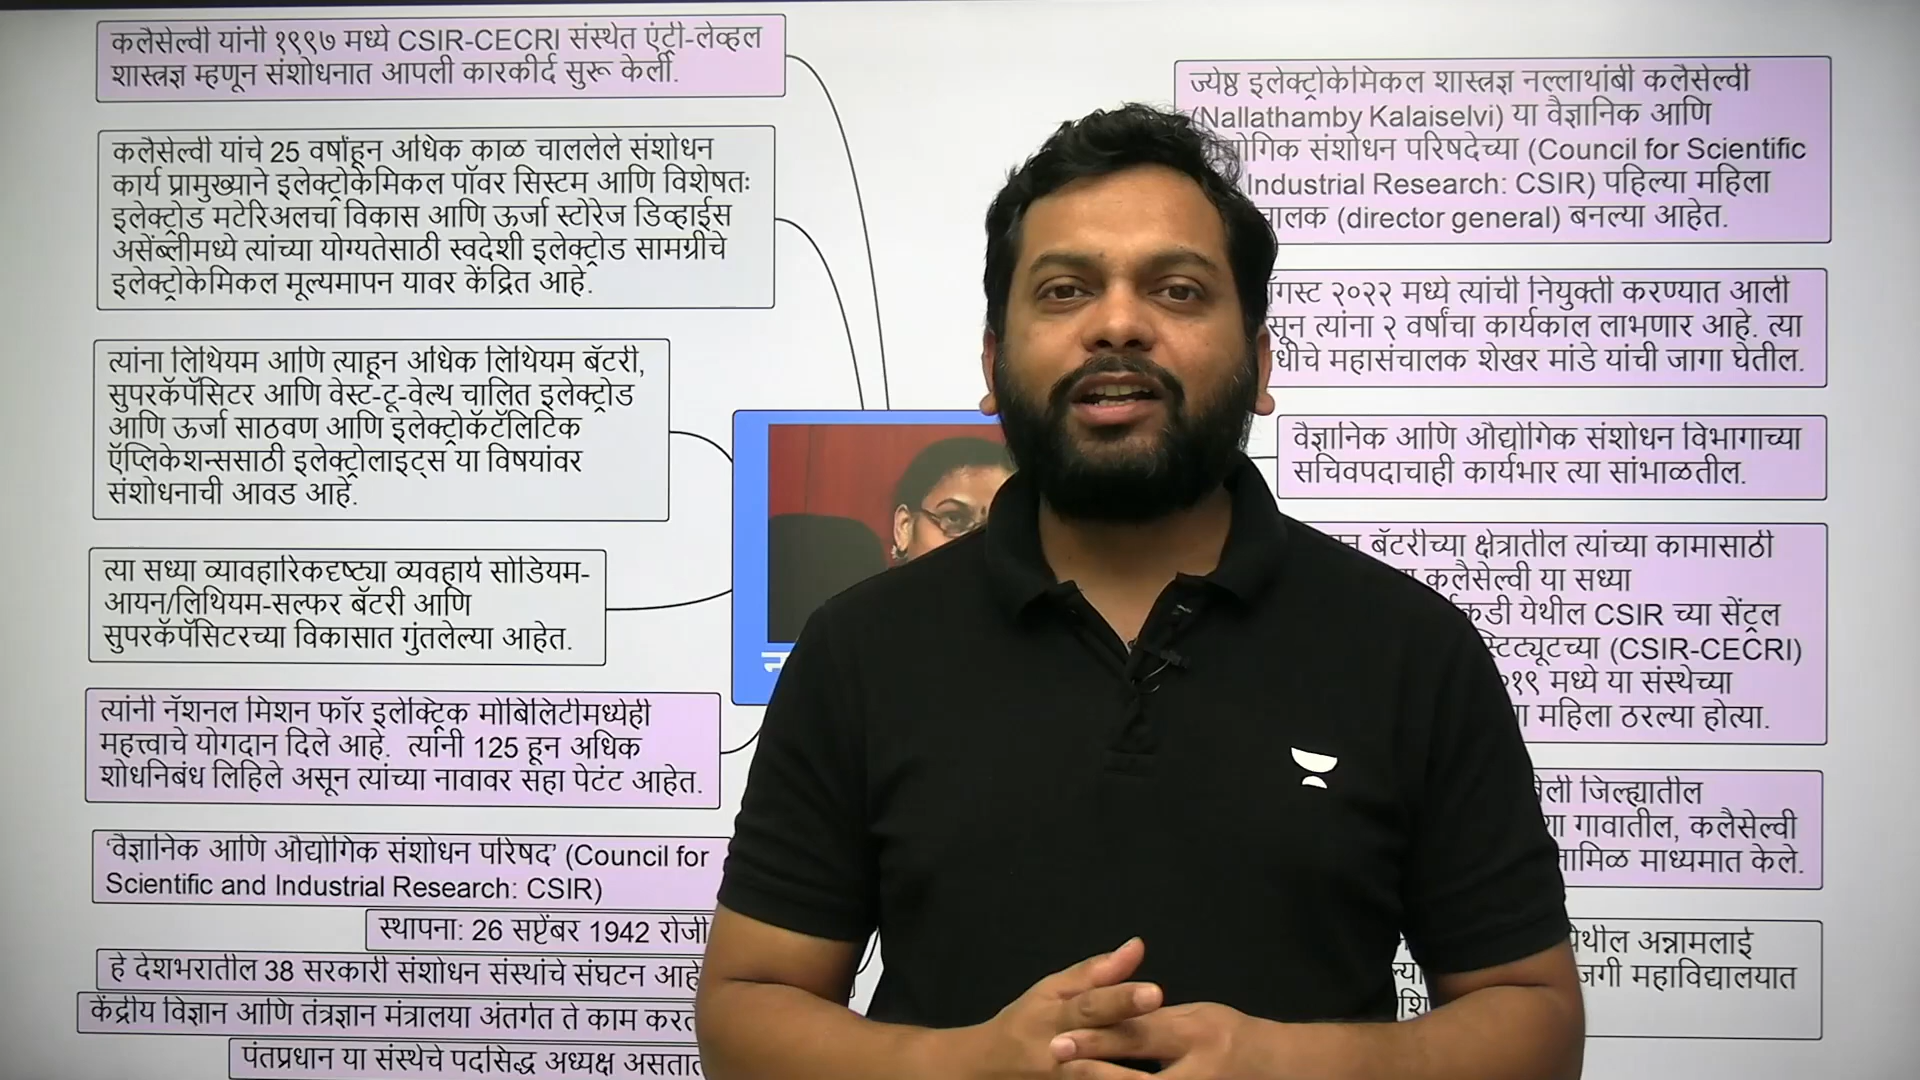 कलैसेल्वी यांनी १९९७ मध्ये CSIR-CECRI संस्थेत एंट्री-लेव्हल
शास्त्रज्ञ म्हणून संशोधनात आपली कारकीर्द सुरू केली.
कलैसेल्वी यांचे 25 वर्षांहून अधिक काळ चाललेले संशोधन
कार्य प्रामुख्याने इलेक्ट्रोकेमिकल पॉवर सिस्टम आणि विशेषतः
इलेक्ट्रोड मटेरिअलचा विकास आणि ऊर्जा स्टोरेज डिव्हाईस
असेंब्लीमध्ये त्यांच्या योग्यतेसाठी स्वदेशी इलेक्ट्रोड सामग्रीचे
इलेक्ट्रोकेमिकल मूल्यमापन यावर केंद्रित आहे.
त्यांना लिथियम आणि त्याहून अधिक लिथियम बॅटरी,
सुपरकॅपॅसिटर आणि वेस्ट-टू-वेल्थ चालित इलेक्ट्रोड
आणि ऊर्जा साठवण आणि इलेक्ट्रोकॅटॅलिटिक
ऍप्लिकेशन्ससाठी इलेक्ट्रोलाइट्स या विषयांवर
संशोधनाची आवड आहे.
त्या सध्या व्यावहारिकदृष्ट्या व्यवहार्य सोडियम-
आयन/लिथियम-सल्फर बॅटरी आणि
सुपरकॅपॅसिटरच्या विकासात गुंतलेल्या आहेत.
त्यांनी नॅशनल मिशन फॉर इलेक्ट्रिक मोबिलिटीमध्येही
महत्त्वाचे योगदान दिले आहे. त्यांनी 125 हून अधिक
शोधनिबंध लिहिले असून त्यांच्या नावावर सहा पेटंट आहेत.
'वैज्ञानिक आणि औद्योगिक संशोधन परिषद' (Council for
Scientific and Industrial Research: CSIR)
स्थापना: 26 सप्टेंबर 1942 रोजी
हे देशभरातील 38 सरकारी संशोधन संस्थांचे संघटन आहे
केंद्रीय विज्ञान आणि तंत्रज्ञान मंत्रालया अंतर्गत ते काम
पंतप्रधान या संस्थेचे पदसिद्ध अध्यक्ष
ज्येष्ठ इलेक्ट्रोकेमिकल शास्त्रज्ञ नल्लाथांबी कलैसेल्वी
(Nallathamby Kalaiselvi) या वैज्ञानिक आणि
संशोधन परिषदेच्या (Council for Scientific
Industrial Research: CSIR) पहिल्या महिला
(director general) बनल्या आहेत.
२०२२ मध्ये त्यांची नियुक्ती करण्यात आली
त्यांना २ वर्षांचा कार्यकाल लाभणार आहे. त्या
महासंचालक शेखर मांडे यांची जागा घेतील.
वैज्ञानिक आणि औद्योगिक संशोधन विभागाच्या
सचिवपदाचाही कार्यभार त्या सांभाळतील.
बॅटरीच्या क्षेत्रातील त्यांच्या कामासाठी
कलैसेल्वी या सध्या
येथील CSIR च्या सेंट्रल
(CSIR-CECRI)
मध्ये या संस्थेच्या
महिला ठरल्या होत्या.
जिल्ह्यातील
गावातील, कलैसेल्वी
माध्यमात केले.
अन्नामलाई
महाविद्यालयात